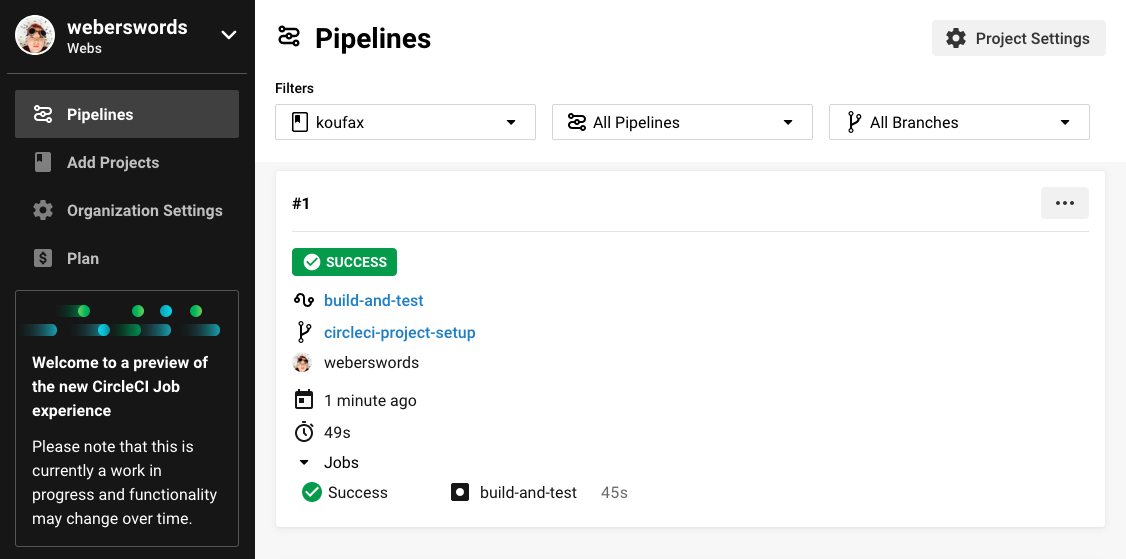 weberswords
Webs
Pipelines
Add Projects
Organization Settings
Plan
Welcome to a preview of
the new CircleCI Job
experience
Please note that this is
currently a work in
progress and functionality
may change over time.
Pipelines
Project Settings
Filters
koufax
All Pipelines
All Branches
#1
SUCCESS
build-and-test
circleci-project-setup
weberswords
1 minute ago
49s
Jobs
Success build-and-test 45s